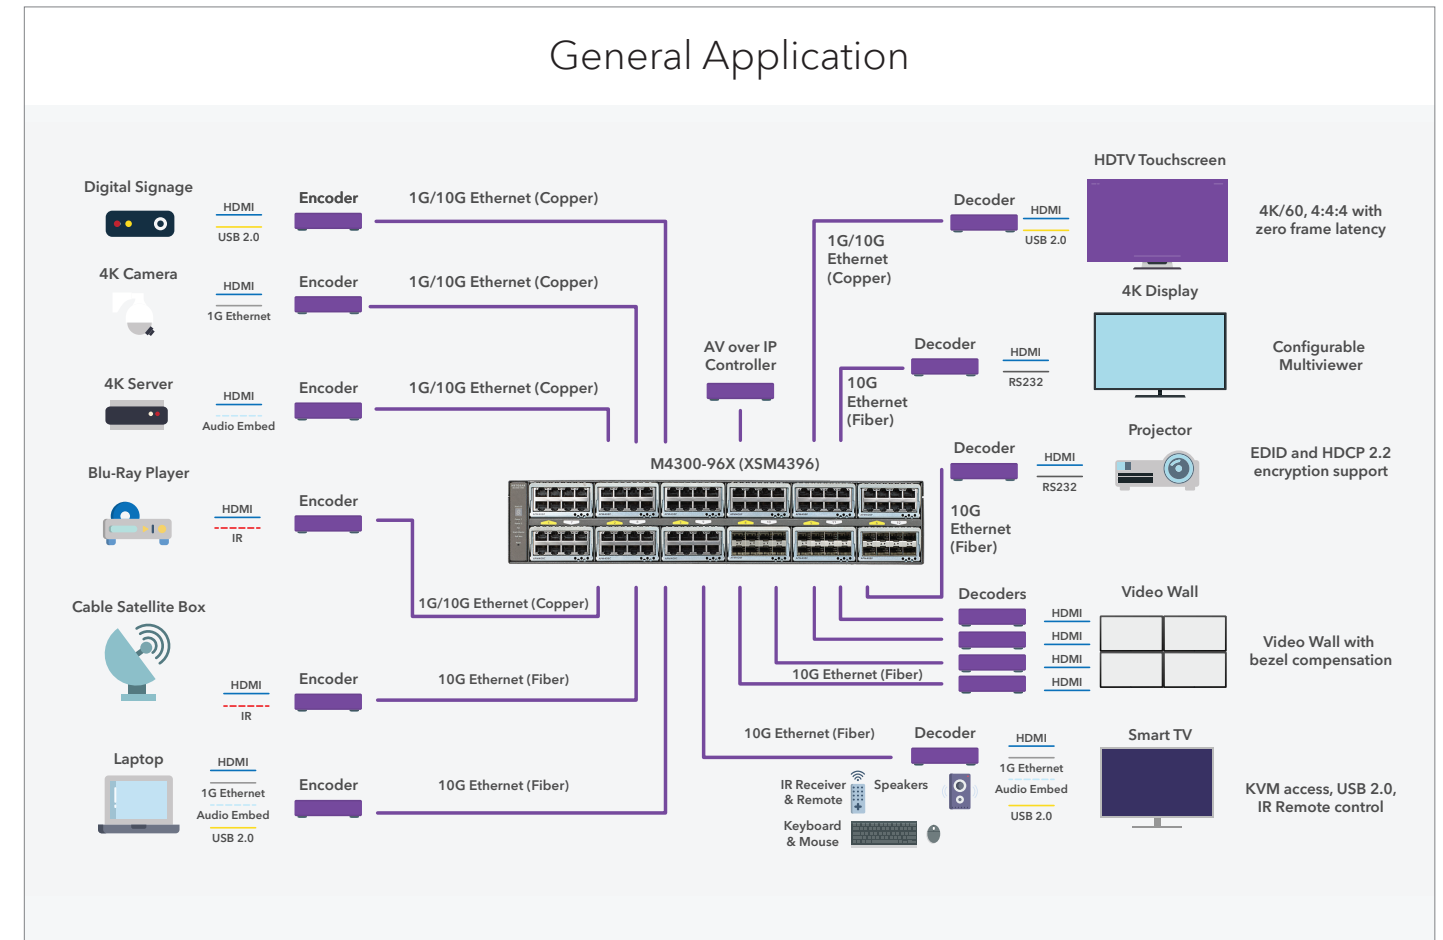 General Application
Digital Signage
HDMI
USB 2.0
Encoder
1G/10G Ethernet (Copper)
4K Camera
HDMI
1G Ethernet
Encoder
1G/10G Ethernet (Copper)
4K Server
HDMI
Audio Embed
Encoder
1G/10G Ethernet (Copper)
Blu-Ray Player
HDMI
IR
Encoder
1G/10G Ethernet (Copper)
Cable Satellite Box
HDMI
IR
Encoder
10G Ethernet (Fiber)
Laptop
HDMI
1G Ethernet
Audio Embed
USB 2.0
Encoder
10G Ethernet (Fiber)
AV over IP
Controller
M4300-96X (XSM4396)
HDTV Touchscreen
Decoder
HDMI
USB 2.0
1G/10G
Ethernet
(Copper)
4K/60, 4:4:4 with
zero frame latency
4K Display
Decoder
HDMI
RS232
10G
Ethernet
(Fiber)
Configurable
Multiviewer
Projector
Decoder
HDMI
RS232
10G
Ethernet
(Fiber)
EDID and HDCP 2.2
encryption support
Video Wall
Decoders
HDMI
HDMI
HDMI
HDMI
10G Ethernet (Fiber)
Video Wall with
bezel compensation
Smart TV
10G Ethernet (Fiber)
Decoder
HDMI
1G Ethernet
Audio Embed
USB 2.0
IR Receiver
& Remote
Speakers
Keyboard
& Mouse
KVM access, USB 2.0,
IR Remote control